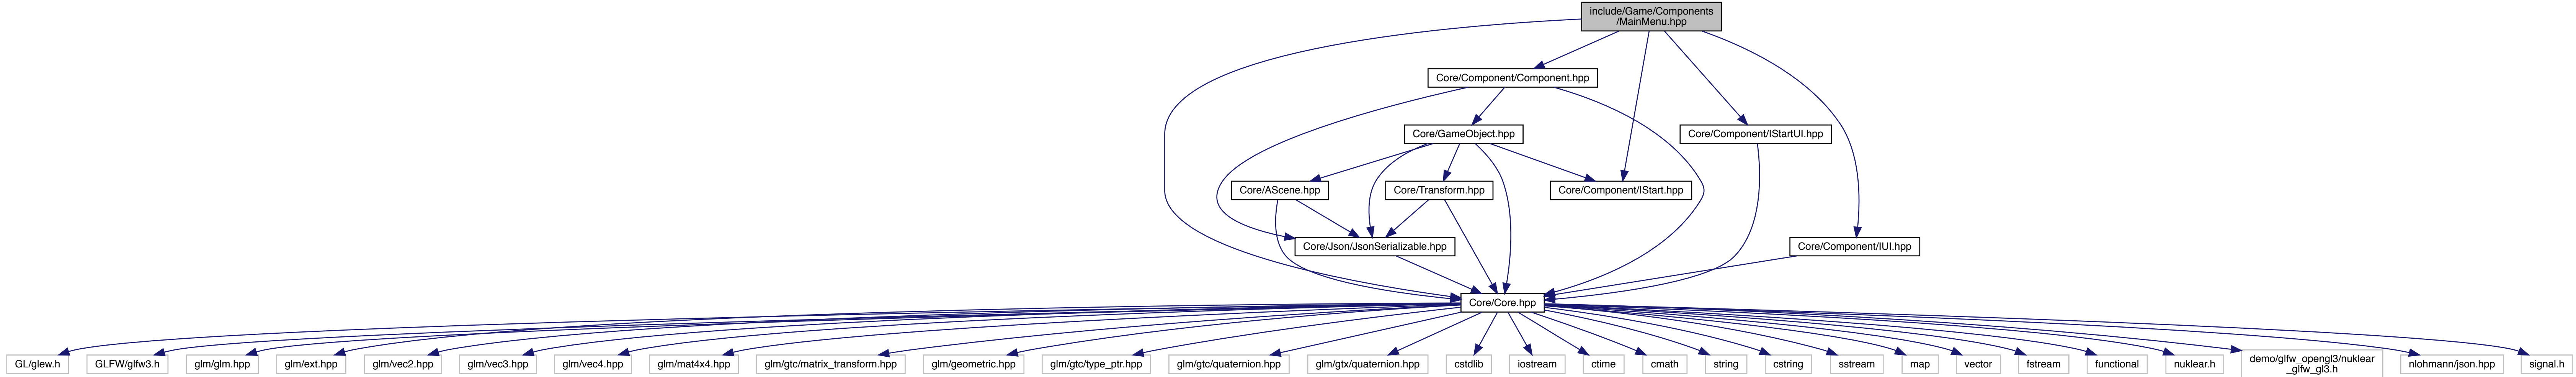 include/Game/Components
/MainMenu.hpp
Core/Component/Component.hpp
Core/GameObject.hpp
Core/Component/IStartUI.hpp
Core/AScene.hpp
Core/Transform.hpp
Core/Component/IStart.hpp
Core/Json/JsonSerializable.hpp
Core/Component/IUI.hpp
Core/Core.hpp
GL/glew.h
GLFW/glfw3.h
glm/glm.hpp
glm/ext.hpp
glm/vec2.hpp
glm/vec3.hpp
glm/vec4.hpp
glm/mat4x4.hpp
glm/gtc/matrix_transform.hpp
glm/geometric.hpp
glm/gtc/type_ptr.hpp
glm/gtc/quaternion.hpp
glm/gtx/quaternion.hpp
cstdlib
iostream
ctime
cmath
string
cstring
sstream
map
vector
fstream
functional
nuklear.h
demo/glfw_opengl3/nuklear
_glfw_gl3.h
nlohmann/json.hpp
signal.h